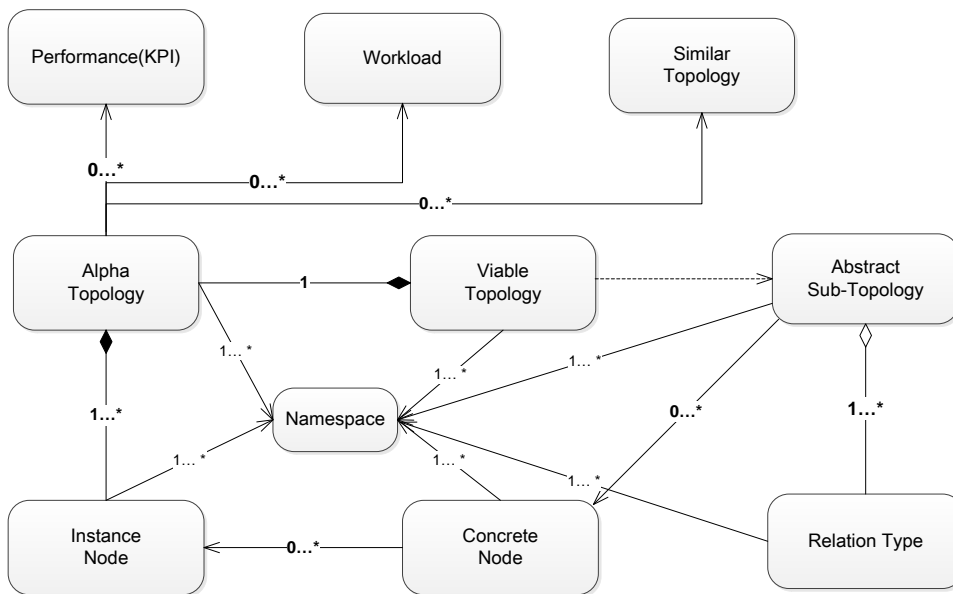 Performance(KPI)
Workload
Similar
Topology
0...*
0...*
0...*
Alpha
Topology
1
Viable
Topology
Abstract
Sub-Topology
1... *
1... *
1... *
1...*
Namespace
0...*
1...*
1... *
1... *
1... *
Instance
Node
0...*
Concrete
Node
Relation Type